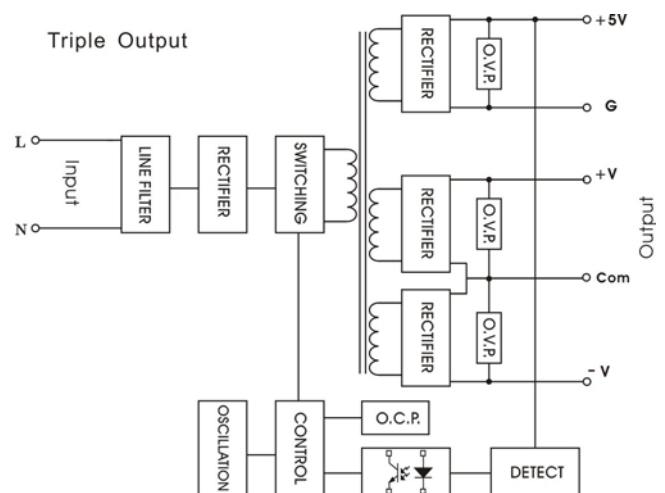 Triple Output
+5V
RECTIFIER
O.V.P.
G
L
Input
N
LINE FILTER
RECTIFIER
SWITCHING
RECTIFIER
+V
O.V.P.
Output
Com
RECTIFIER
O.V.P.
- V
OSCILLATION
CONTROL
O.C.P.
DETECT